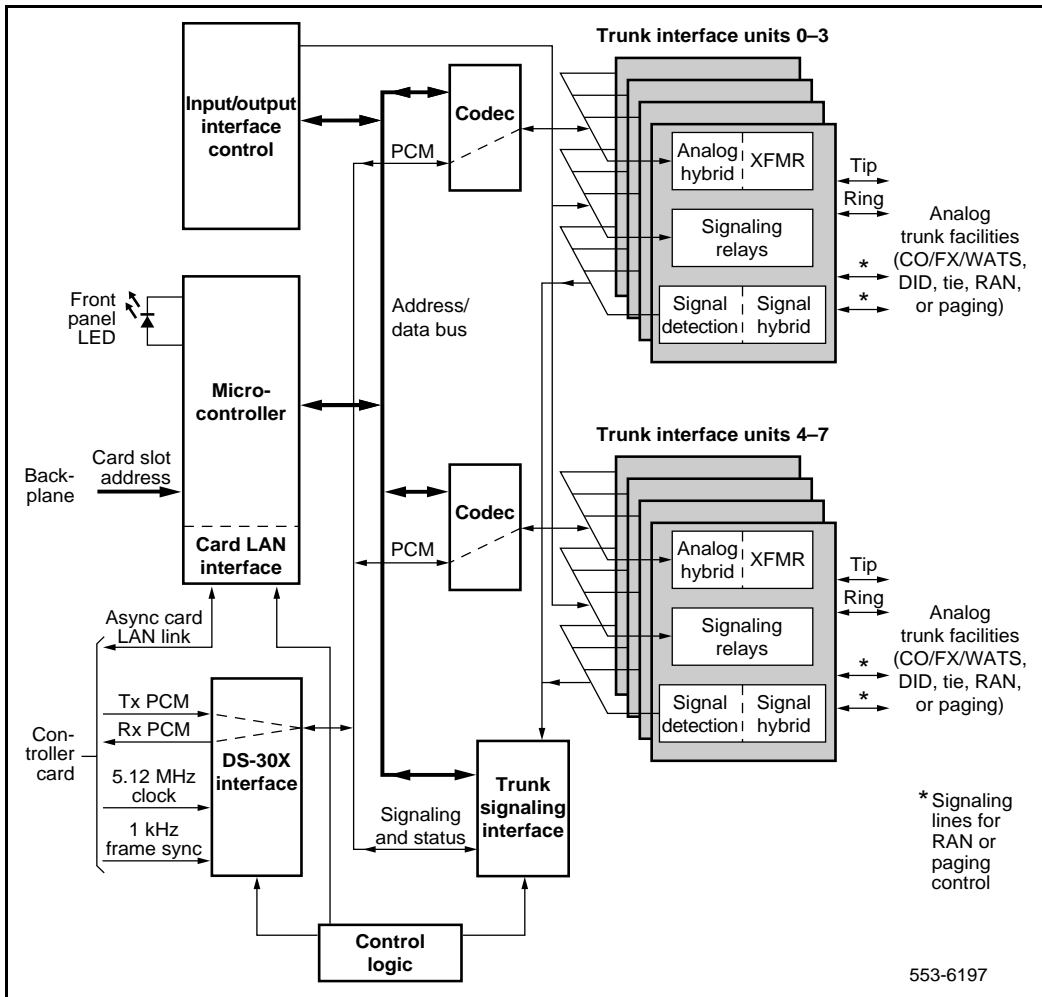 Trunk interface units 0–3
Input/output
interface
control
Codec
PCM
Analog
hybrid
XFMR
Signaling
relays
Signal
detection
Signal
hybrid
Tip
Ring
*
*
Analog
trunk facilities
(CO/FX/WATS,
DID, tie, RAN,
or paging)
Front
panel
LED
Address/
data bus
Micro-
controller
Card slot
address
Back-
plane
Card LAN
interface
Trunk interface units 4–7
Codec
PCM
Analog
hybrid
XFMR
Signaling
relays
Signal
detection
Signal
hybrid
Tip
Ring
*
*
Analog
trunk facilities
(CO/FX/WATS,
DID, tie, RAN,
or paging)
Async card
LAN link
Tx PCM
Rx PCM
Con-
troller
card
5.12 MHz
clock
1 kHz
frame sync
DS-30X
interface
Signaling
and status
Trunk
signaling
interface
* Signaling
lines for
RAN or
paging
control
Control
logic
553-6197